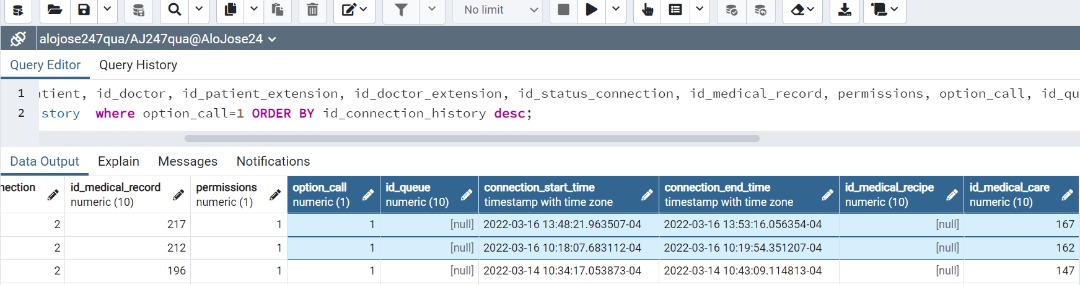 No limit
alojose247qua/AJ247qua@AloJose24
Query Editor Query History
1 id_doctor, id_patient_extension, id_doctor_extension, id_status_connection, id_medical_record, permissions, option_call,
2 where option_call=1 ORDER BY id_connection_history desc;
Data Output Explain Messages Notifications
id_medical_record permissions option_call id_queue connection_start_time connection_end_time id_medical_recipe id_medical_care
numeric (10) numeric (1) numeric (1) numeric (10) timestamp with time zone timestamp with time zone numeric (10) numeric (10)
2 217 1 1 [null] 2022-03-16 13:48:21.963507-04 2022-03-16 13:53:16.056354-04 [null] 167
2 212 1 1 [null] 2022-03-16 10:18:07.683112-04 2022-03-16 10:19:54.351207-04 [null] 162
2 196 1 1 [null] 2022-03-14 10:34:17.053873-04 2022-03-14 10:43:09.114813-04 [null] 147